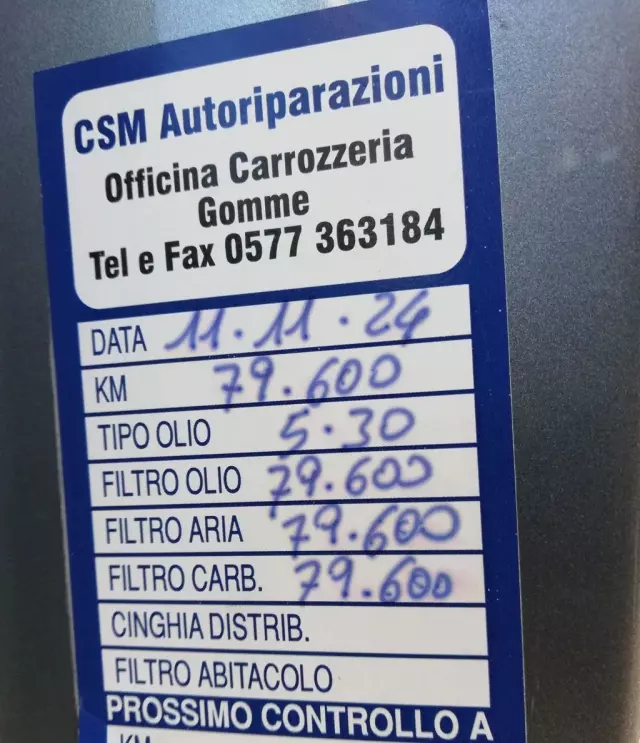 CSM Autoriparazioni
Officina Carrozzeria
Gomme
Tel e Fax 0577 363184
DATA 11.11.24
KM 79.600
TIPO OLIO 5.30
FILTRO OLIO 79.600
FILTRO ARIA 79.600
FILTRO CARB. 79.600
CINGHIA DISTRIB.
FILTRO ABITACOLO
PROSSIMO CONTROLLO A
KM